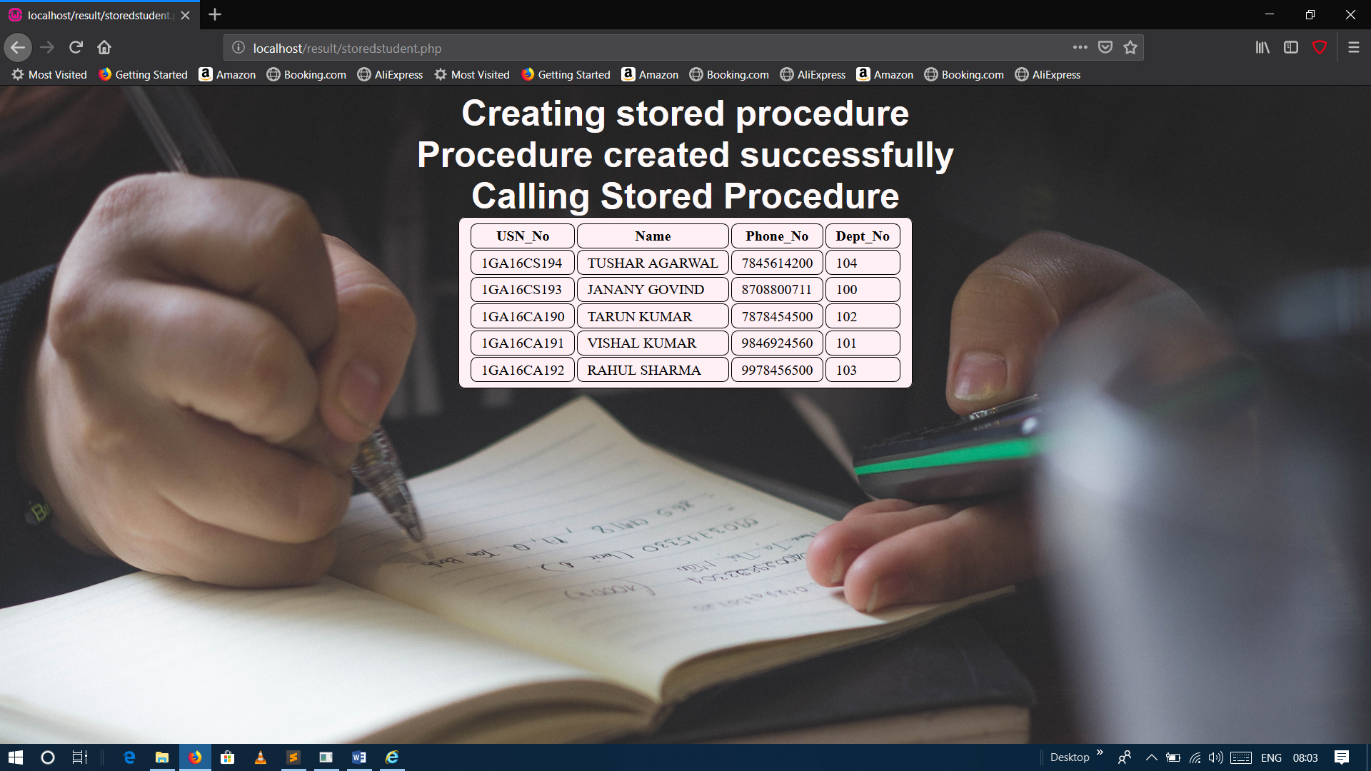 localhost/result/storedstudent.
localhost/result/storedstudent.php
Most Visited Getting Started Amazon Booking.com AliExpress Most Visited Getting Started Amazon Booking.com AliExpress Amazon Booking.com AliExpress
Creating stored procedure
Procedure created successfully
Calling Stored Procedure
USN_No Name Phone_No Dept_No
1GA16CS194 TUSHAR AGARWAL 7845614200 104
1GA16CS193 JANANY GOVIND 8708800711 100
1GA16CA190 TARUN KUMAR 7878454500 102
1GA16CA191 VISHAL KUMAR 9846924560 101
1GA16CA192 RAHUL SHARMA 9978456500 103
Desktop ENG 08:03